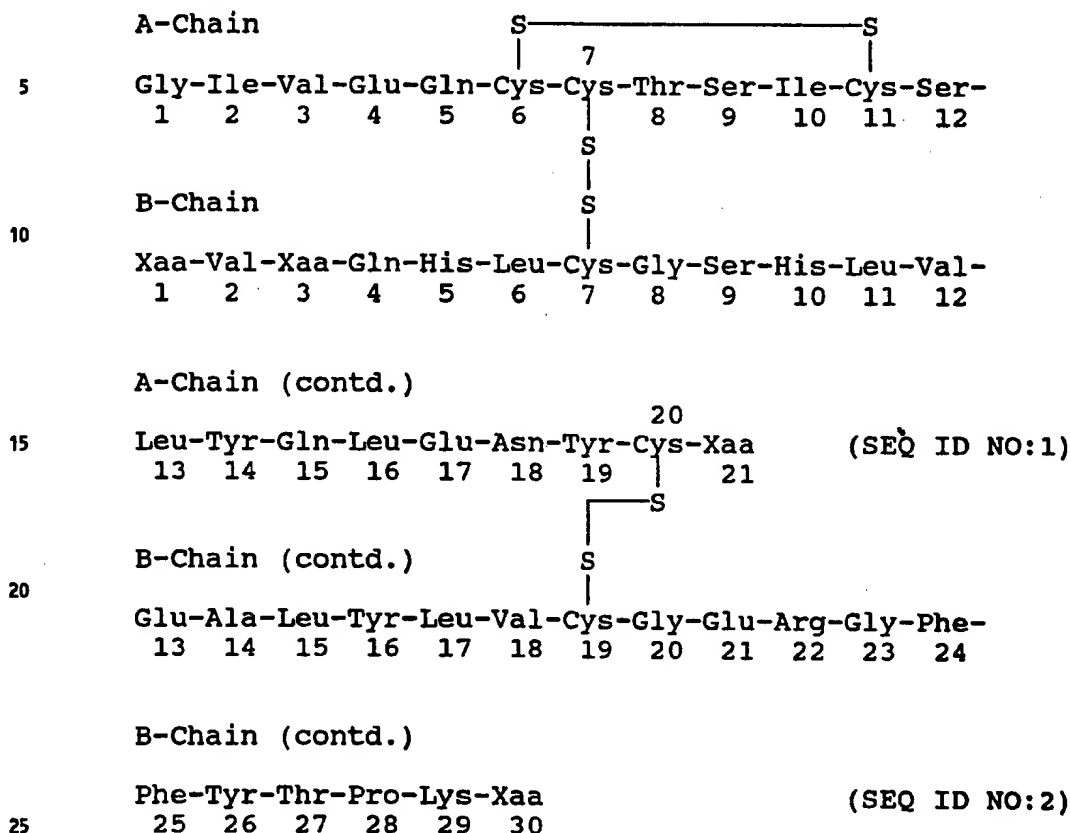 A-Chain S S
7
5 Gly-Ile-Val-Glu-Gln-Cys-Cys-Thr-Ser-Ile-Cys-Ser-
1 2 3 4 5 6 8 9 10 11 12
S
S
B-Chain
10
Xaa-Val-Xaa-Gln-His-Leu-Cys-Gly-Ser-His-Leu-Val-
1 2 3 4 5 6 7 8 9 10 11 12
A-Chain (contd.)
20
15 Leu-Tyr-Gln-Leu-Glu-Asn-Tyr-Cys-Xaa (SEQ ID NO:1)
13 14 15 16 17 18 19 21
S
B-Chain (contd.) S
20
Glu-Ala-Leu-Tyr-Leu-Val-Cys-Gly-Glu-Arg-Gly-Phe-
13 14 15 16 17 18 19 20 21 22 23 24
B-Chain (contd.)
Phe-Tyr-Thr-Pro-Lys-Xaa (SEQ ID NO:2)
25 25 26 27 28 29 30